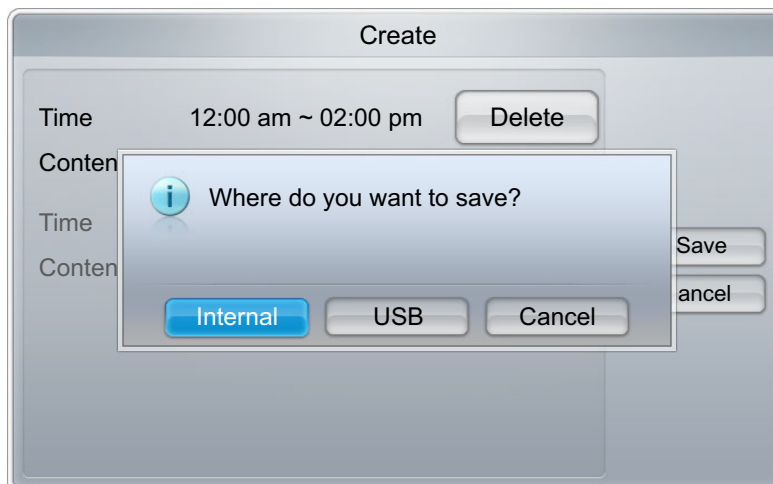 Create
Time 12:00 am ~ 02:00 pm Delete
Conten
i Where do you want to save?
Time
Save
Conten
ancel
Internal USB Cancel